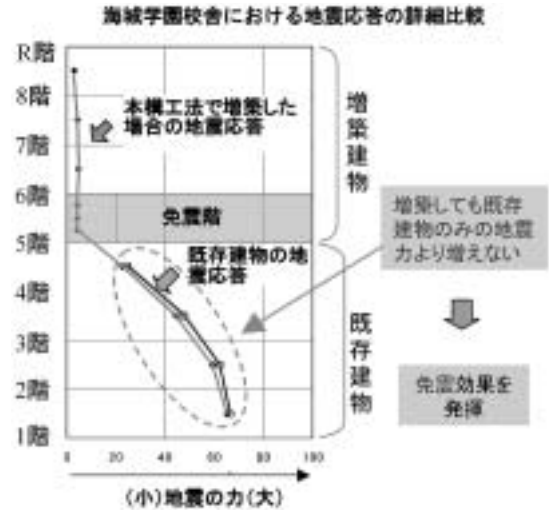 海城学園校舎における地震応答の詳細比較
R階
8階
7階
6階
5階
4階
3階
2階
1階
本構工法で増築した
場合の地震応答
免震階
既存建物の地
震応答
増築建物
既存建物
増築しても既存
建物のみの地震
力より増えない
免震効果を
発揮
0 20 40 60 80 100
(小)地震の力(大)